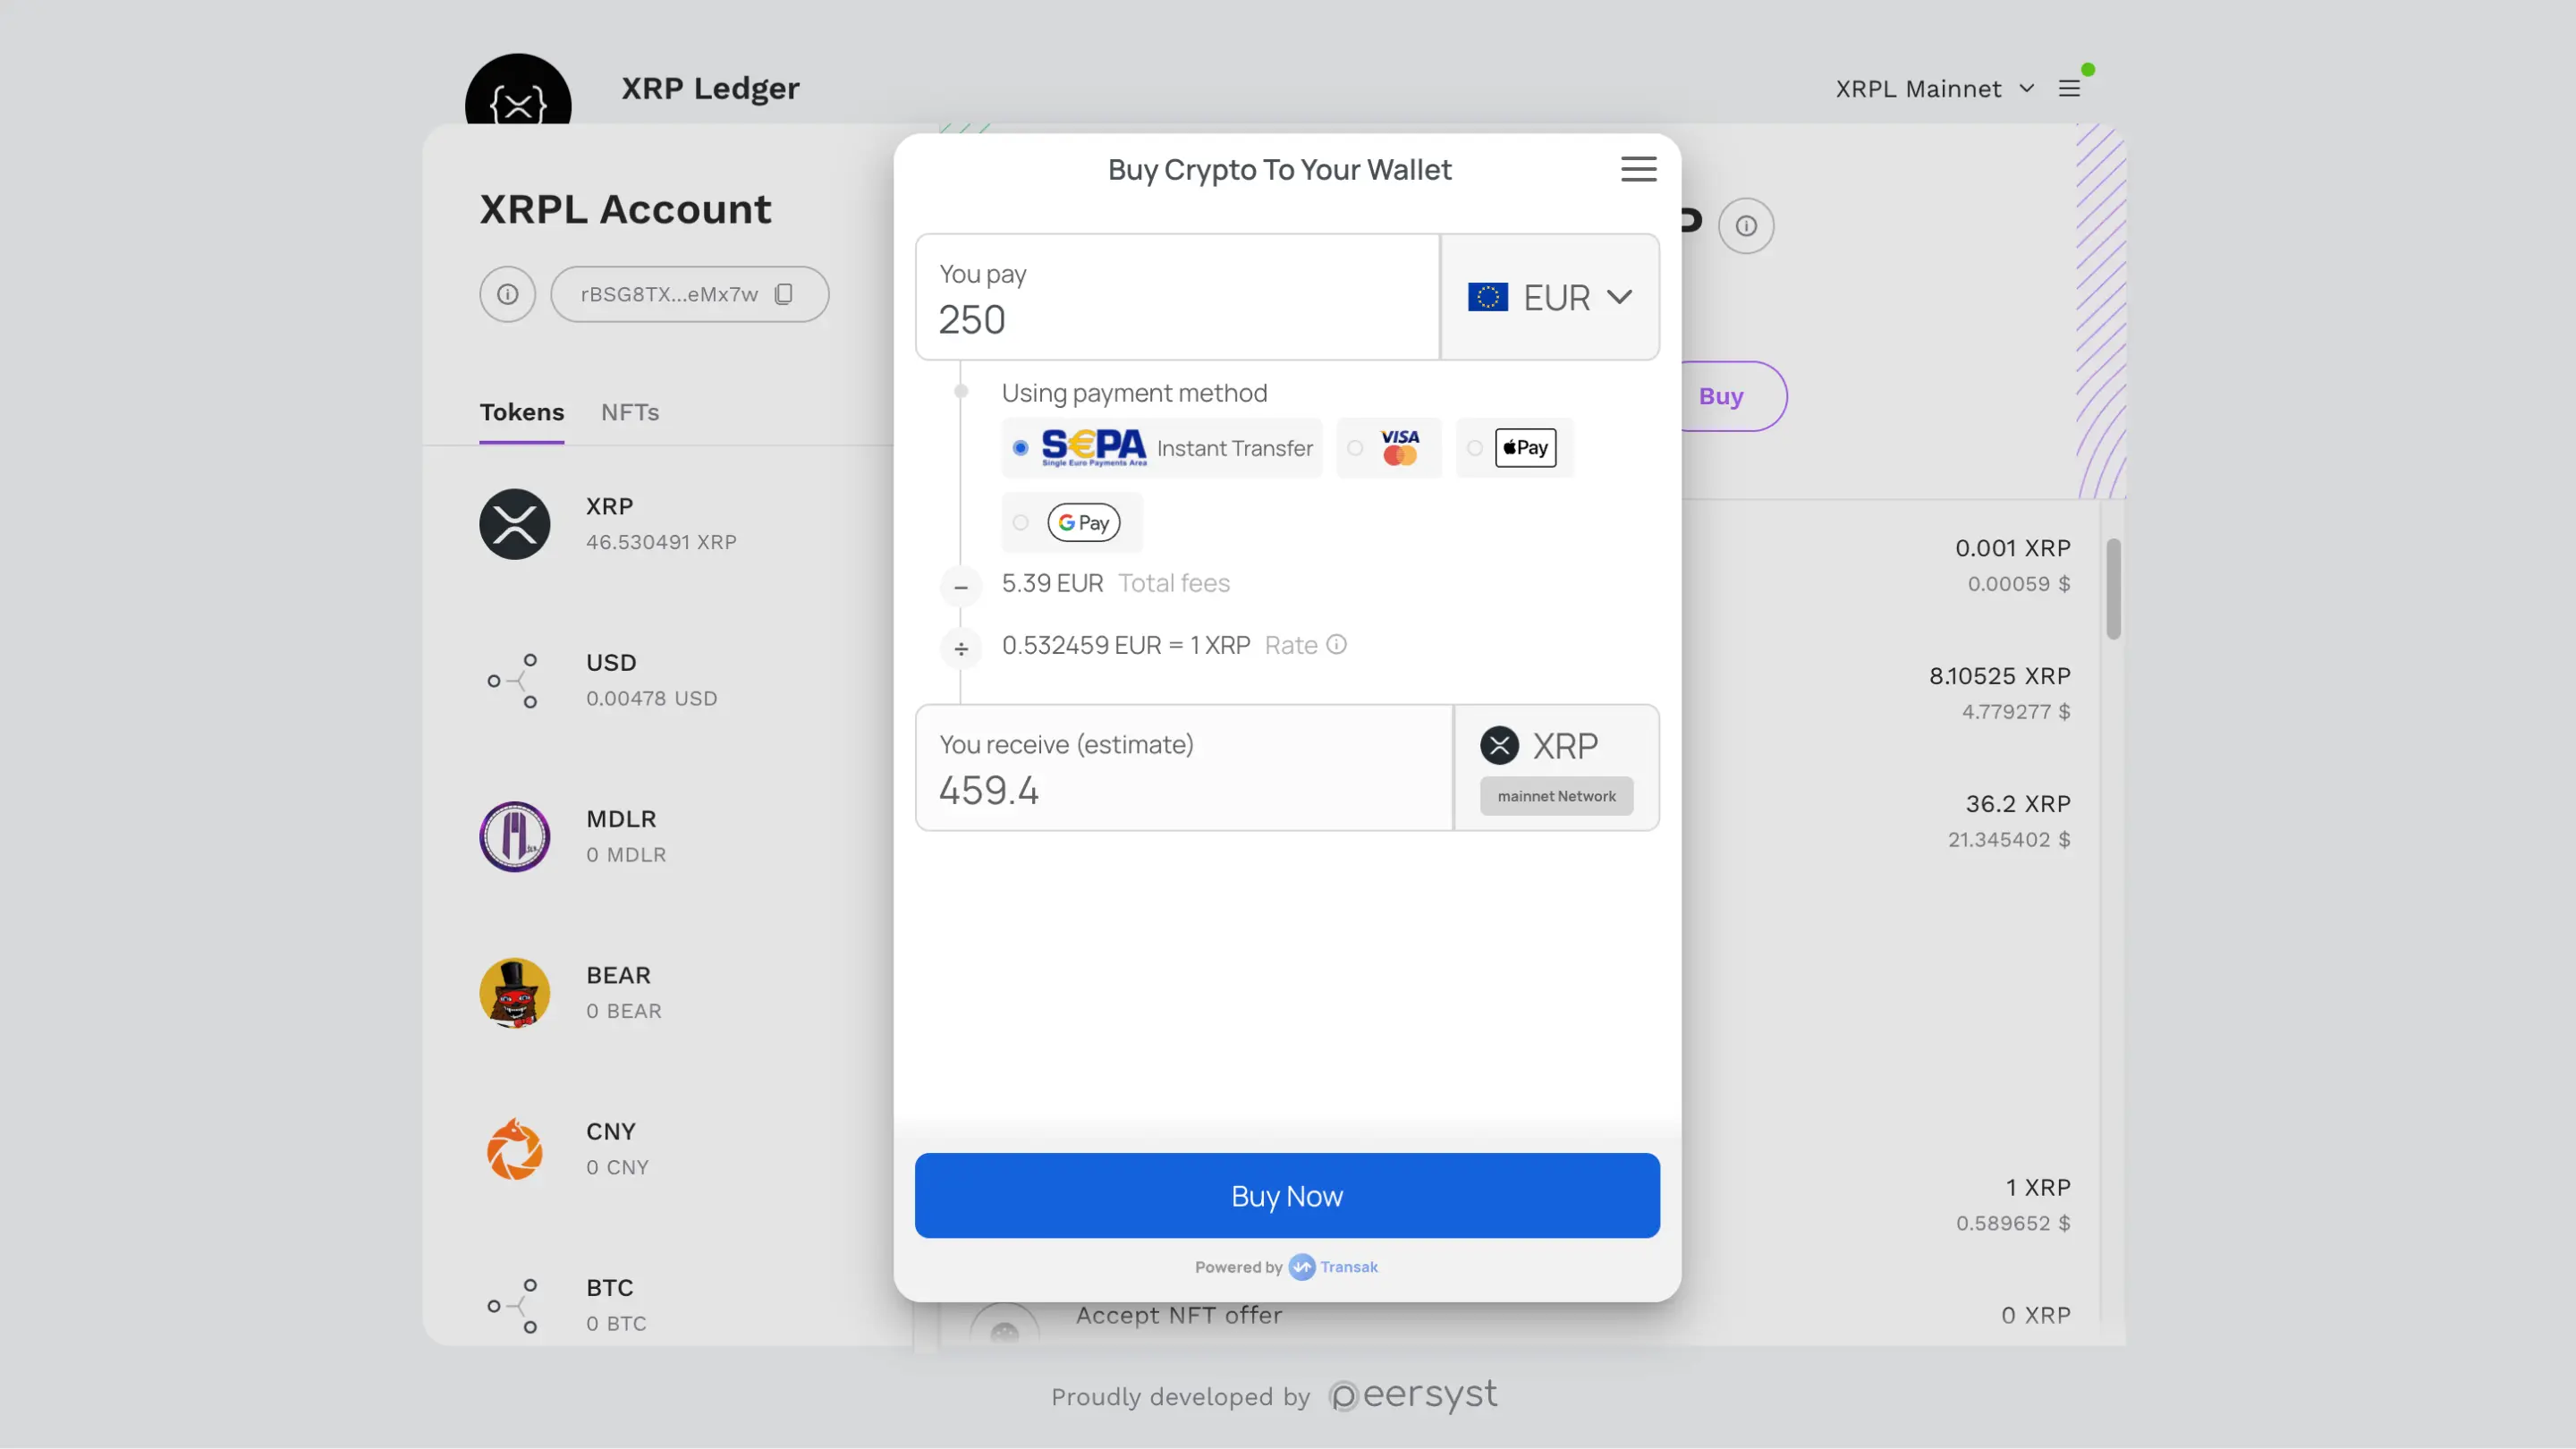 XRP Ledger
XRPL Mainnet
XRPL Account
rBSG8TX...eMx7w
Tokens
NFTs
XRP
46.530491 XRP
USD
0.00478 USD
MDLR
0 MDLR
BEAR
0 BEAR
CNY
0 CNY
BTC
0 BTC
Buy Crypto To Your Wallet
You pay
250
EUR
Using payment method
S€PA
Single Euro Payments Area
Instant Transfer
VISA
Pay
G Pay
5.39 EUR Total fees
0.532459 EUR = 1 XRP Rate
You receive (estimate)
459.4
XRP
mainnet Network
Buy Now
Powered by Transak
P
Buy
0.001 XRP
0.00059 $
8.10525 XRP
4.779277 $
36.2 XRP
21.345402 $
1 XRP
0.589652 $
Accept NFT offer
0 XRP
Proudly developed by peersyst